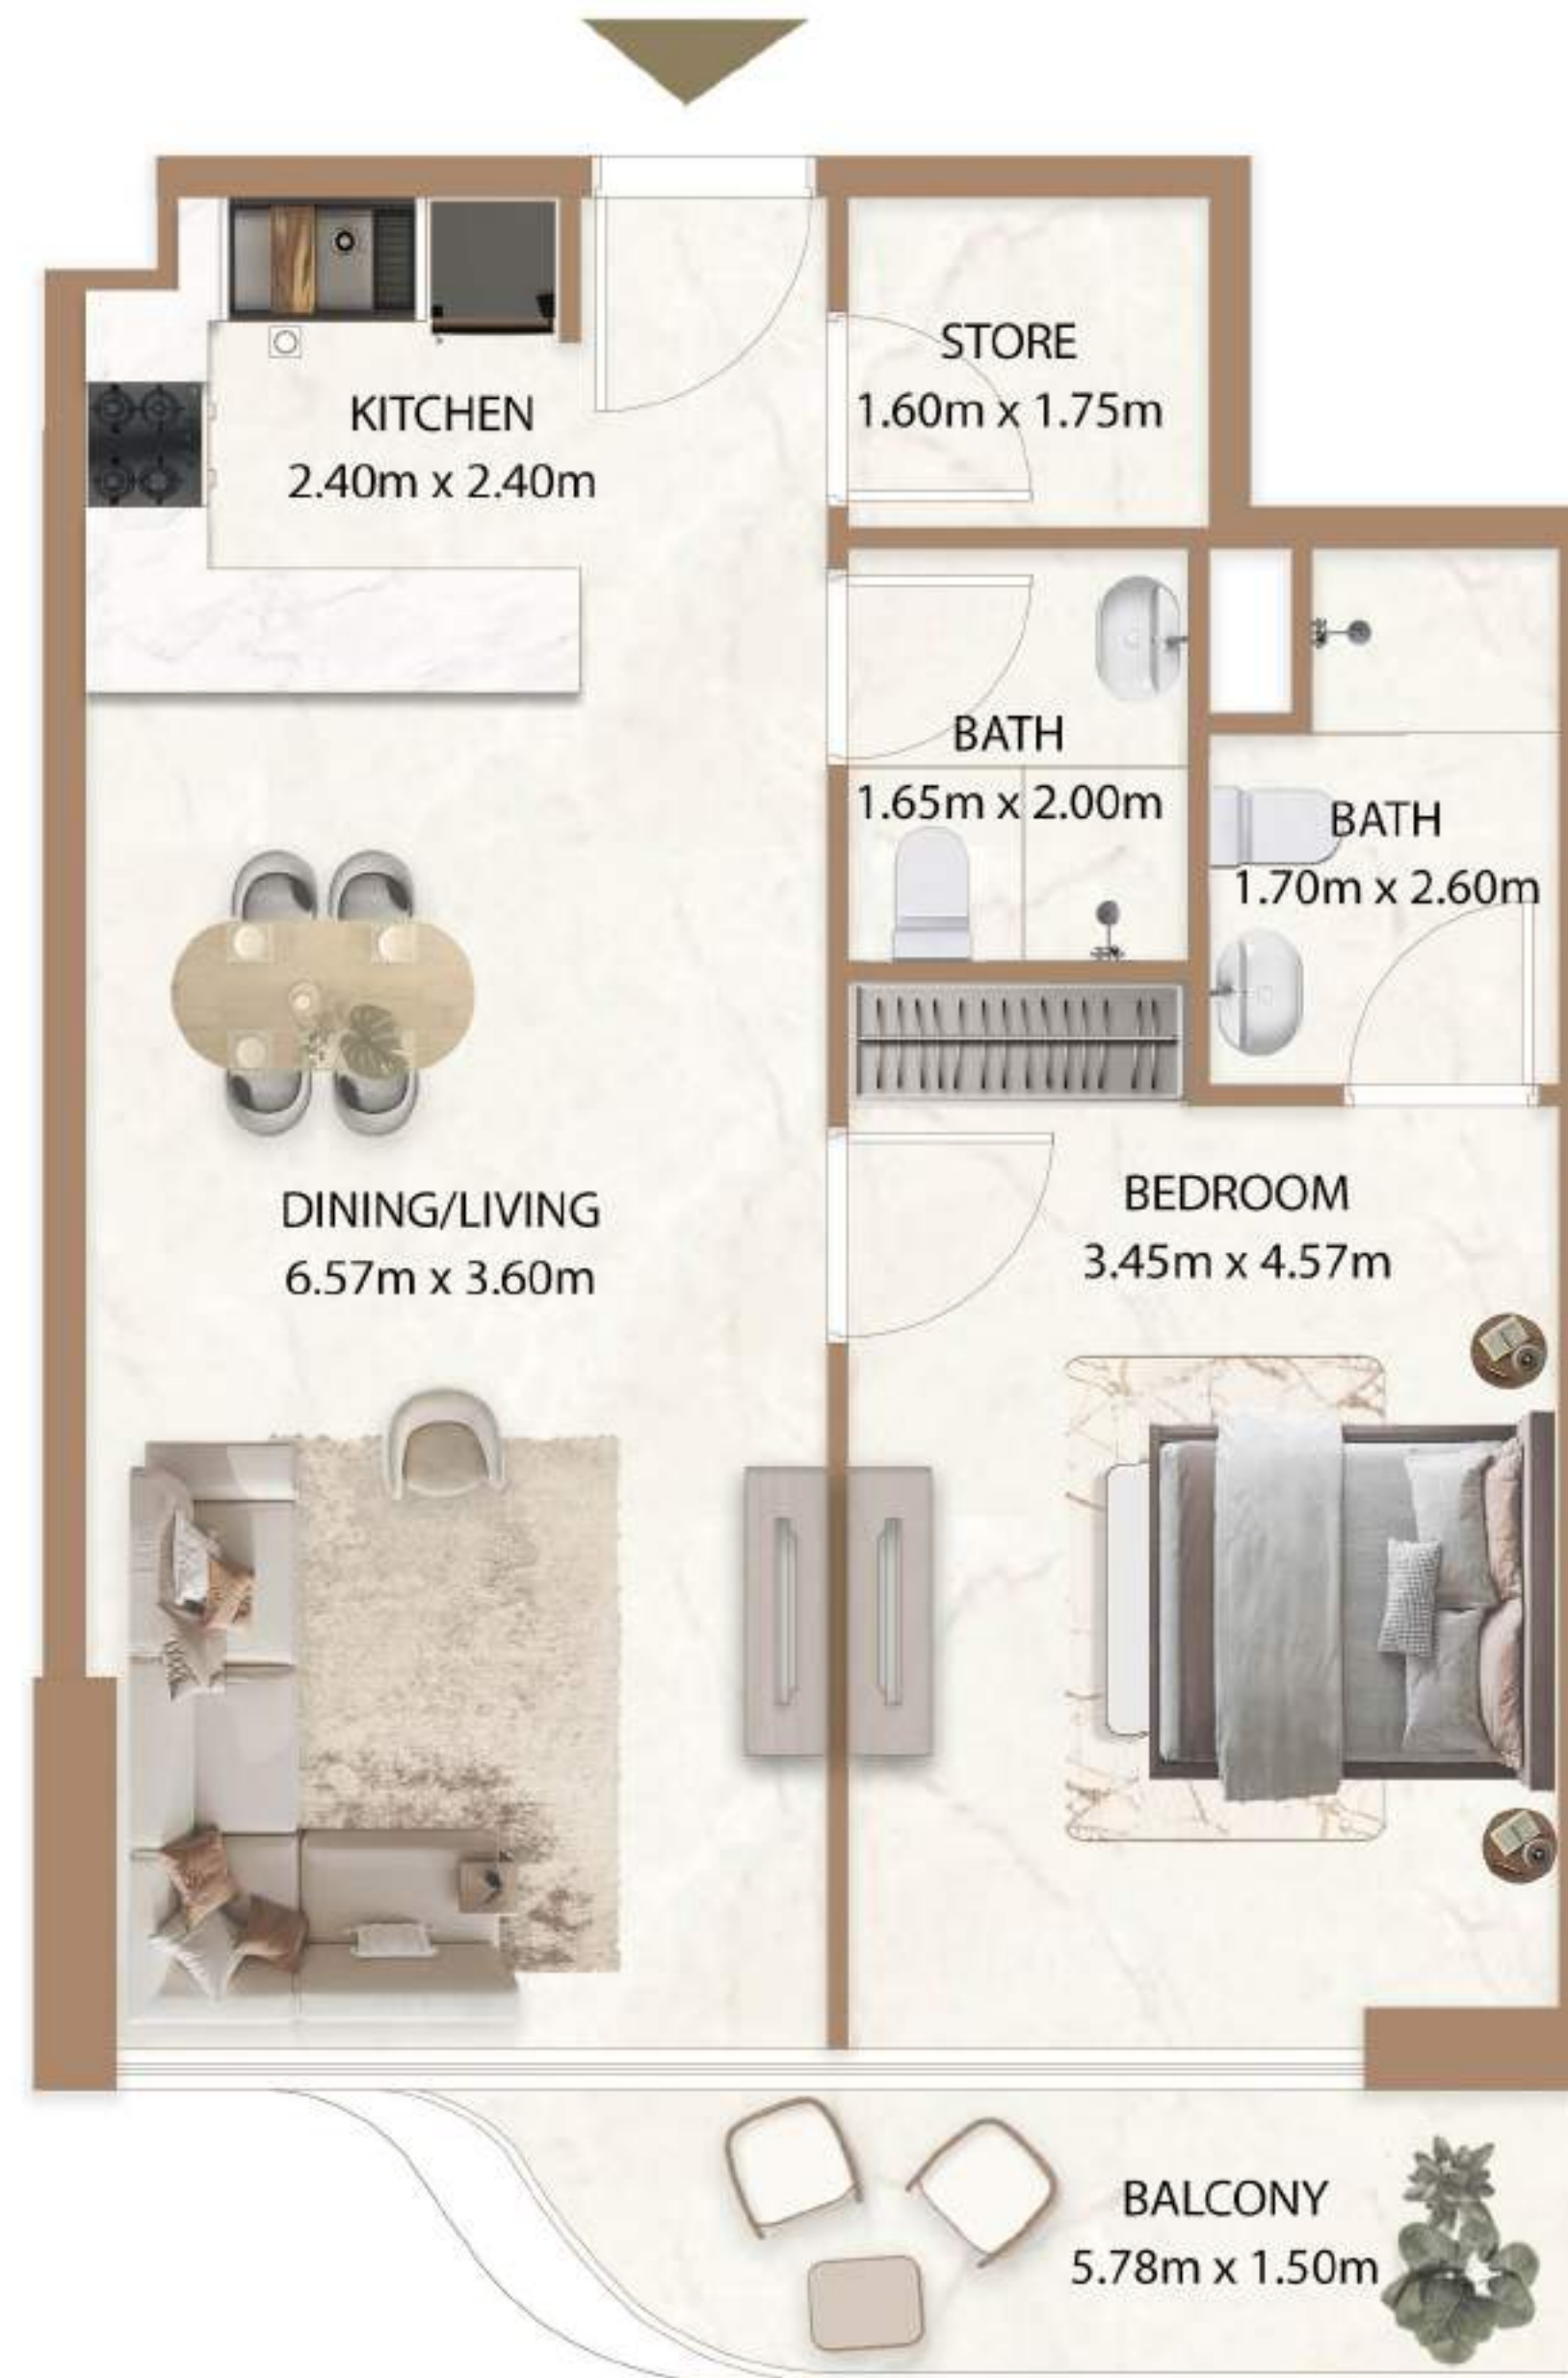 STORE
1.60m x 1.75m
KITCHEN
2.40m x 2.40m
BATH
1.65m x 2.00m
BATH
1.70m x 2.60m
DINING/LIVING
6.57m x 3.60m
BEDROOM
3.45m x 4.57m
BALCONY
5.78m x 1.50m